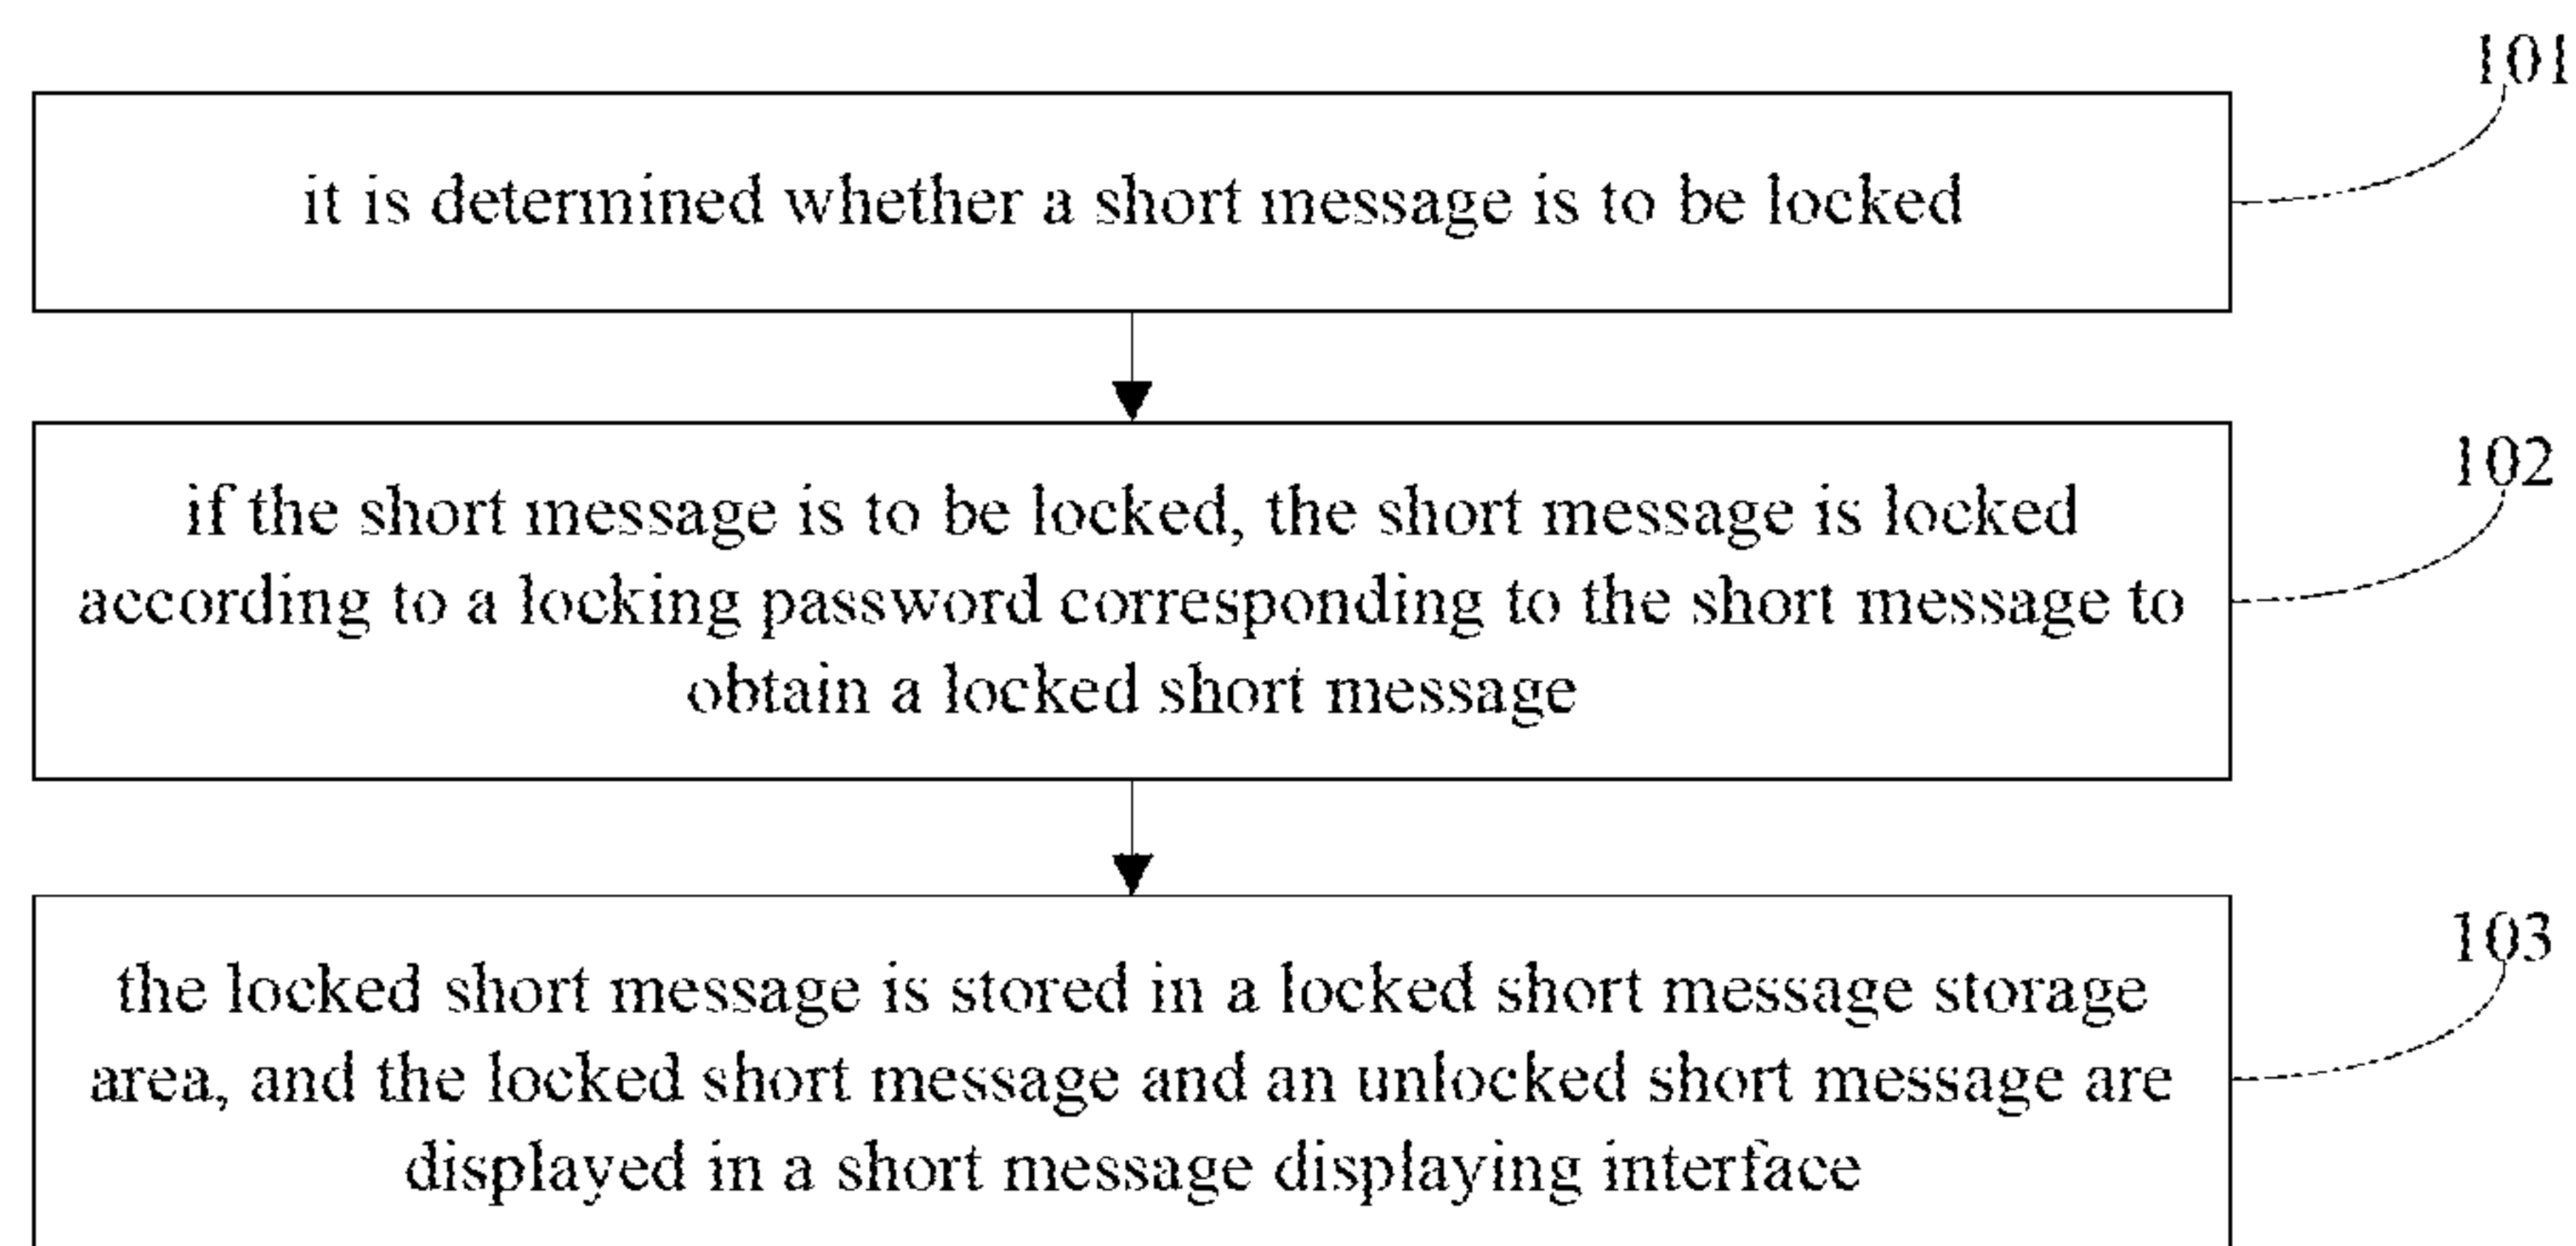 101
it is determined whether a short message is to be locked
102
if the short message is to be locked, the short message is locked
according to a locking password corresponding to the short message to
obtain a locked short message
103
the locked short message is stored in a locked short message storage
area, and the locked short message and an unlocked short message are
displayed in a short message displaying interface